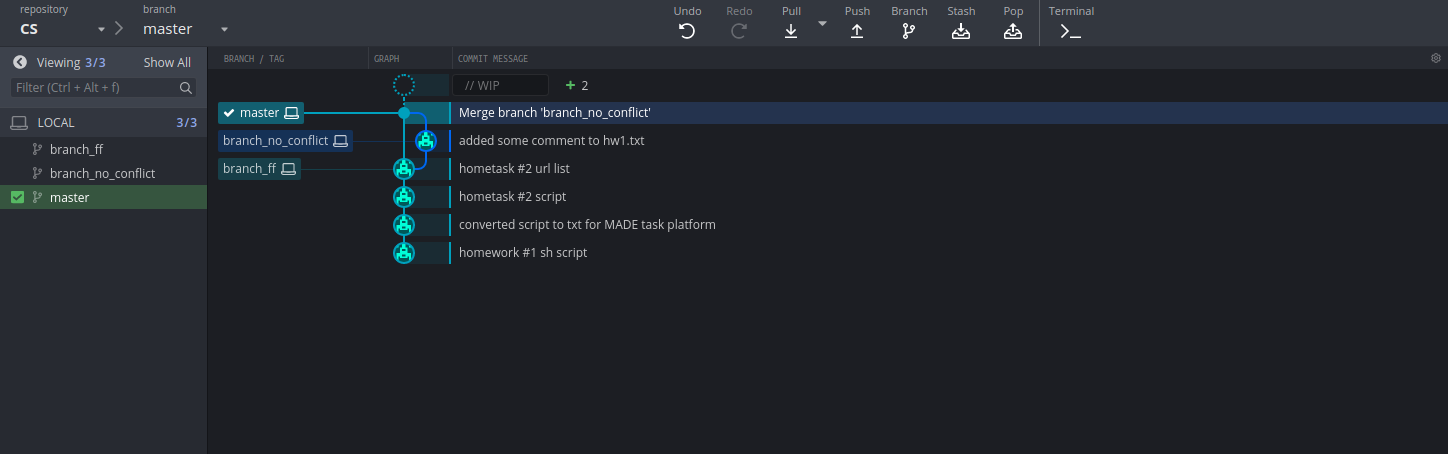 repository
branch
Undo Redo Pull Push Branch Stash Pop Terminal
CS
master
Viewing 3/3 Show All
BRANCH / TAG GRAPH COMMIT MESSAGE
Filter (Ctrl + Alt + f)
// WIP + 2
master Merge branch 'branch_no_conflict'
LOCAL 3/3
branch_no_conflict added some comment to hw1.txt
branch_ff
branch_ff hometask #2 url list
branch_no_conflict
master
hometask #2 script
converted script to txt for MADE task platform
homework #1 sh script